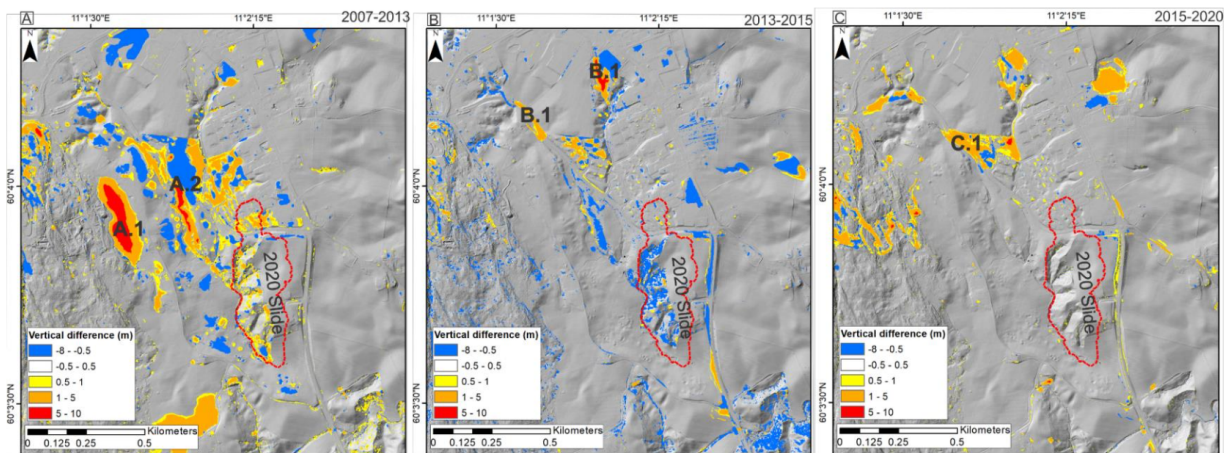 A
11°1'30"E
11°2'15"E
2007-2013
N
60°4'0"N
60°3'30"N
A.1
A.2
2020 Slide
Vertical difference (m)
-8 - -0.5
-0.5 - 0.5
0.5 - 1
1 - 5
5 - 10
Kilometers
0 0.125 0.25 0.5
B
11°1'30"E
11°2'15"E
2013-2015
N
B.1
B.1
2020 Slide
Vertical difference (m)
-8 - -0.5
-0.5 - 0.5
0.5 - 1
1 - 5
5 - 10
Kilometers
0 0.125 0.25 0.5
C
11°1'30"E
11°2'15"E
2015-2020
N
C.1
2020 Slide
60°4'0"N
60°3'30"N
Vertical difference (m)
-8 - -0.5
-0.5 - 0.5
0.5 - 1
1 - 5
5 - 10
Kilometers
0 0.125 0.25 0.5